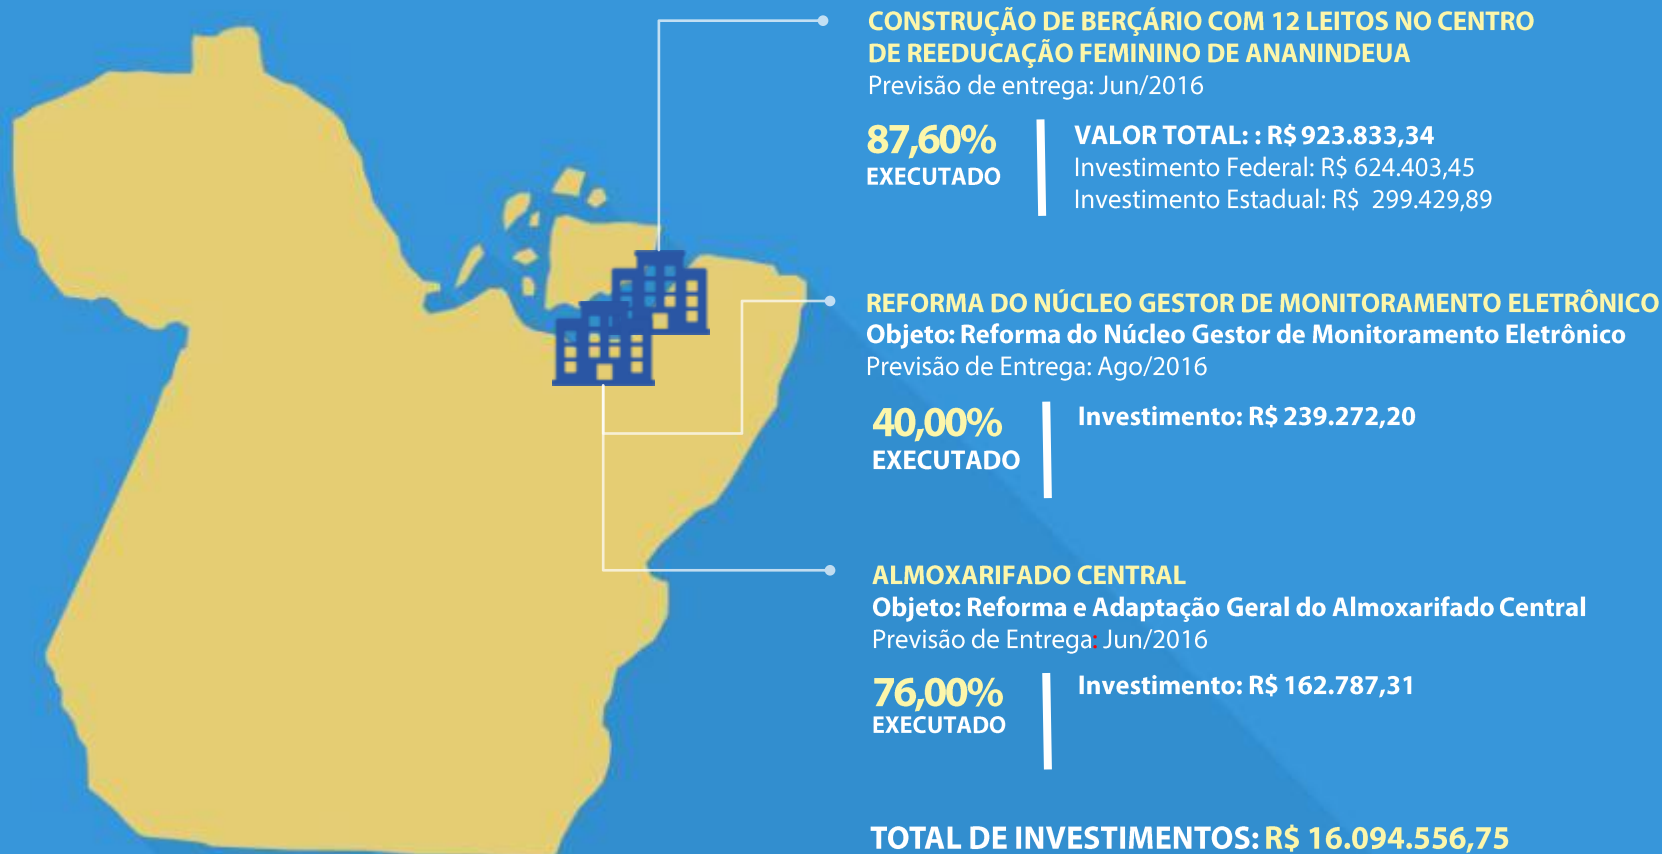 CONSTRUÇÃO DE BERÇÁRIO COM 12 LEITOS NO CENTRO
DE REEDUCAÇÃO FEMININO DE ANANINDEUA
Previsão de entrega: Jun/2016
87,60%
EXECUTADO
VALOR TOTAL: : R$ 923.833,34
Investimento Federal: R$ 624.403,45
Investimento Estadual: R$ 299.429,89
REFORMA DO NÚCLEO GESTOR DE MONITORAMENTO ELETRÔNICO
Objeto: Reforma do Núcleo Gestor de Monitoramento Eletrônico
Previsão de Entrega: Ago/2016
40,00%
EXECUTADO
Investimento: R$ 239.272,20
ALMOXARIFADO CENTRAL
Objeto: Reforma e Adaptação Geral do Almoxarifado Central
Previsão de Entrega: Jun/2016
76,00%
EXECUTADO
Investimento: R$ 162.787,31
TOTAL DE INVESTIMENTOS: R$ 16.094.556,75